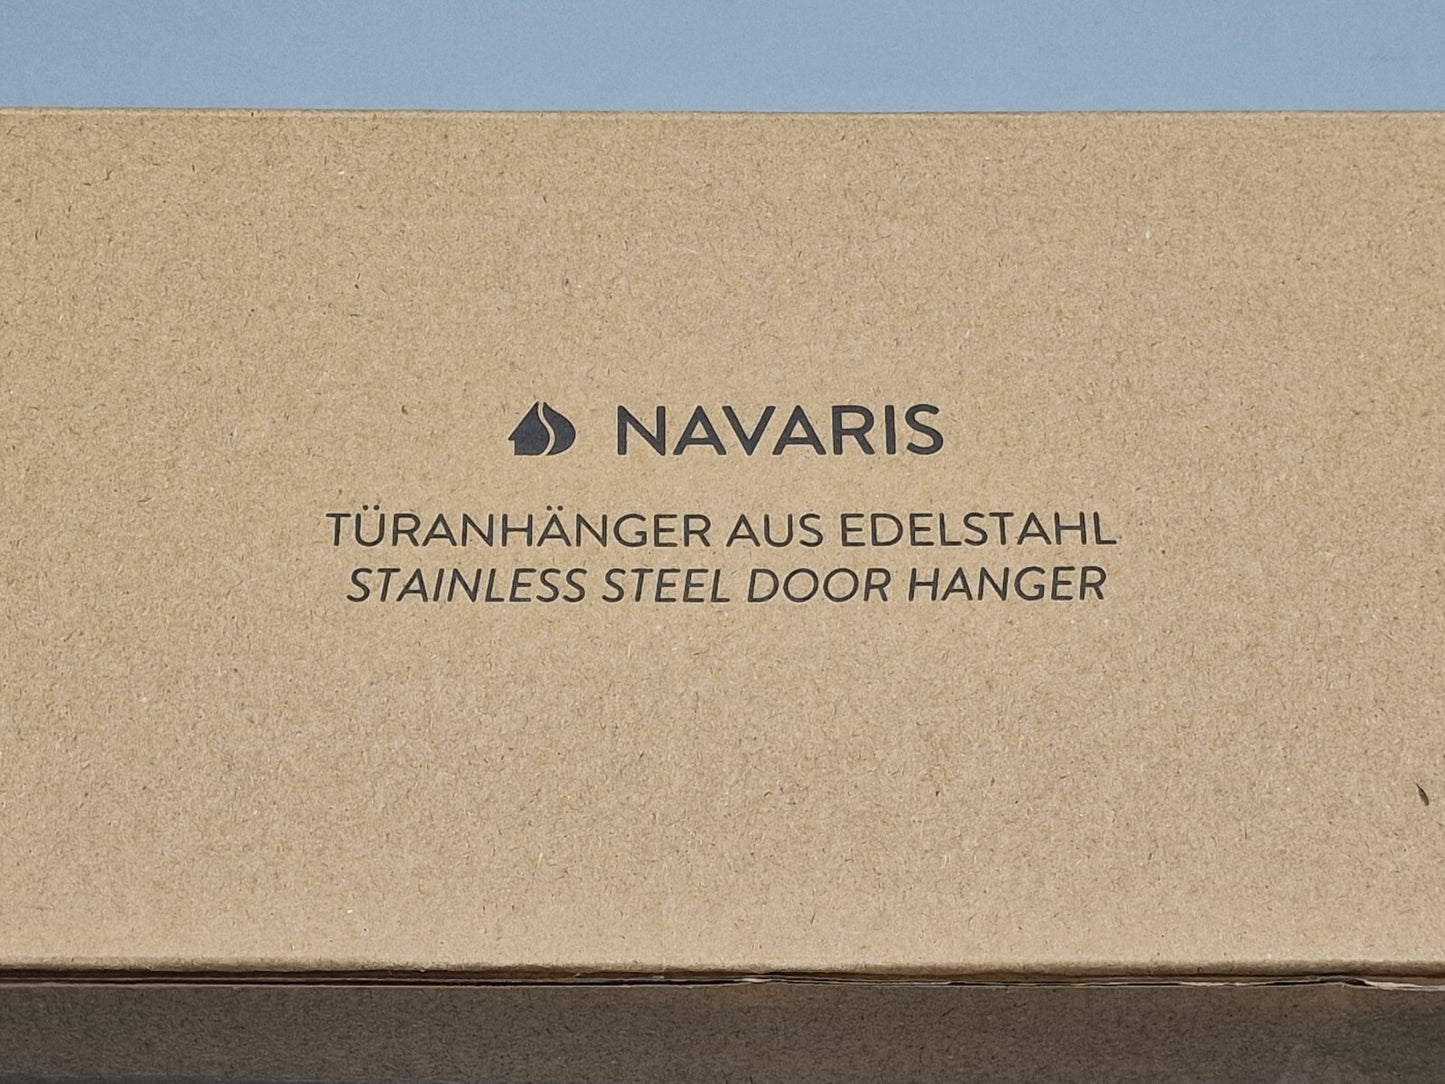 NAVARIS
TÜRANHÄNGER AUS EDELSTAHL
STAINLESS STEEL DOOR HANGER